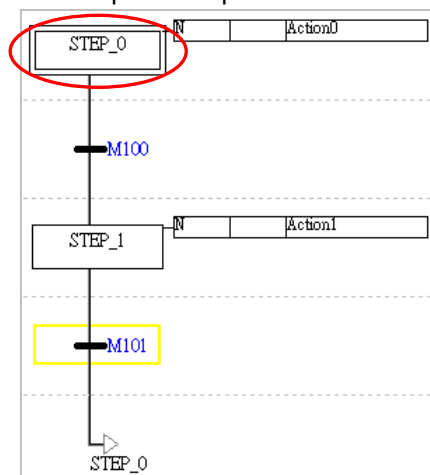 N Action0
STEP_0
M100
N Action1
STEP_1
M101
STEP_0